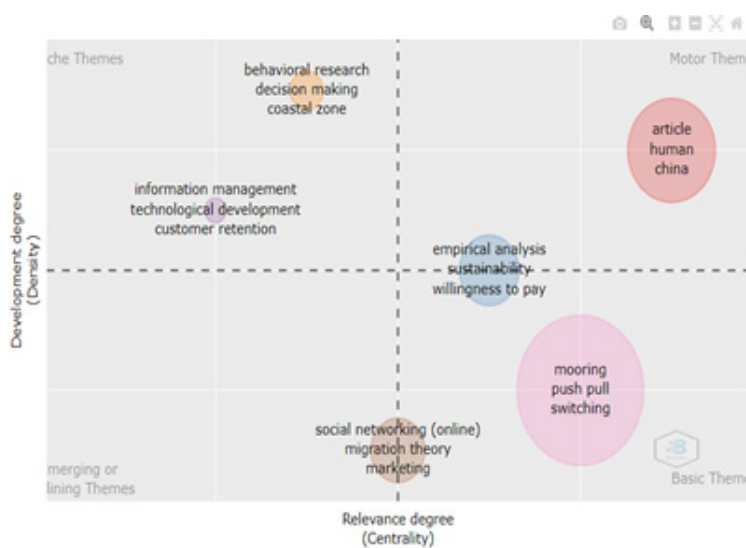 che Themes
Motor Them
behavioral research
decision making
coastal zone
article
human
china
information management
technological development
customer retention
empirical analysis
sustainability
willingness to pay
mooring
push pull
switching
social networking (online)
migration theory
marketing
merging or
lining Themes
Basic Theme
Development degree
(Density)
Relevance degree
(Centrality)